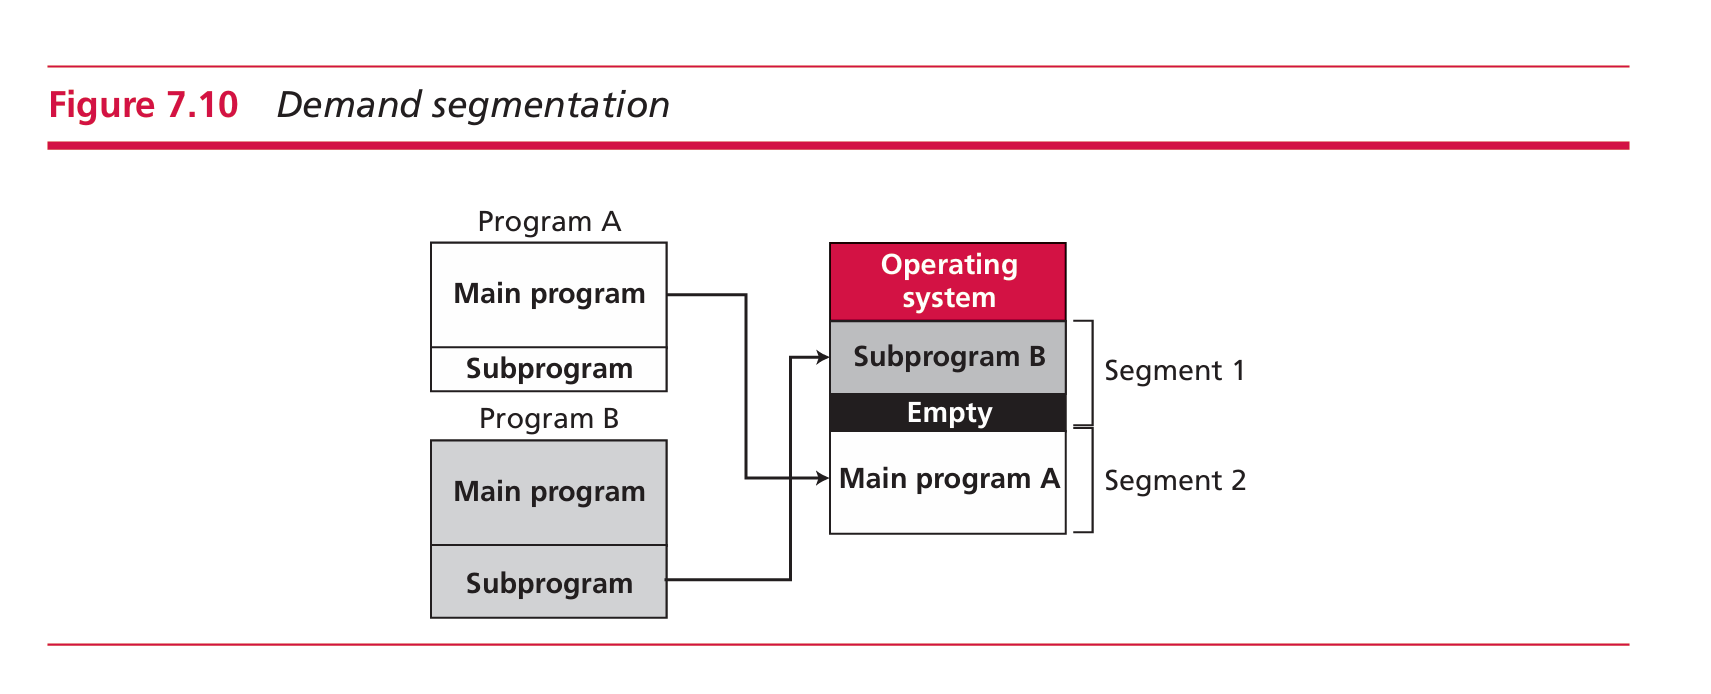 Figure 7.10 Demand segmentation
Program A
Main program
Subprogram
Program B
Main program
Subprogram
Operating
system
Subprogram B
Empty
Main program A
Segment 1
Segment 2